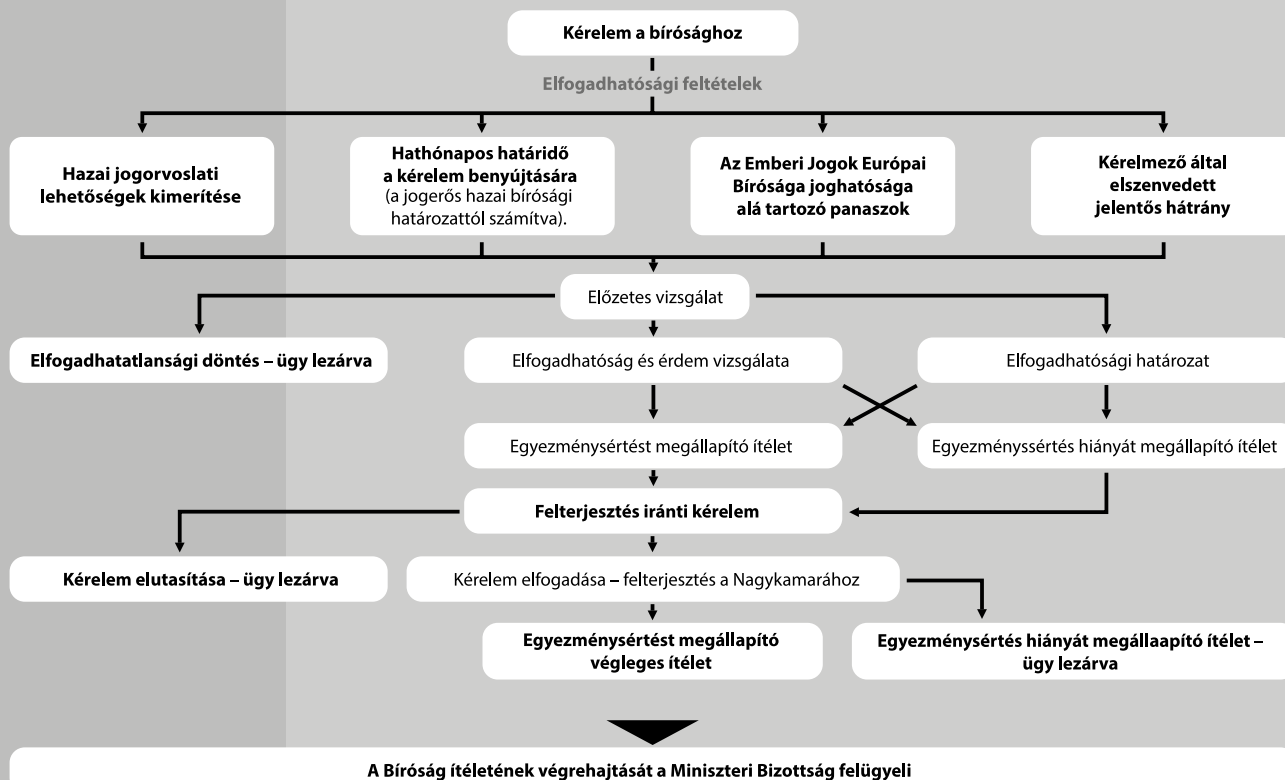 Kérelem a bírósághoz
Elfogadhatósági feltételek
Hazai jogorvoslati
lehetőségek kimerítése
Hathónapos határidő
a kérelem benyújtására
(a jogerős hazai bírósági
határozattól számítva).
Az Emberi Jogok Európai
Bírósága joghatósága
alá tartozó panaszok
Kérelmező által
elszenvedett
jelentős hátrány
Előzetes vizsgálat
Elfogadhatatlansági döntés – ügy lezárva
Elfogadhatóság és érdem vizsgálata
Elfogadhatósági határozat
Egyezménysértést megállapító ítélet
Egyezményssértés hiányát megállapító ítélet
Felterjesztés iránti kérelem
Kérelem elutasítása – ügy lezárva
Kérelem elfogadása – felterjesztés a Nagykamarához
Egyezménysértést megállapító
végleges ítélet
Egyezménysértés hiányát megállaapító ítélet –
ügy lezárva
A Bíróság ítéletének végrehajtását a Miniszteri Bizottság felügyeli